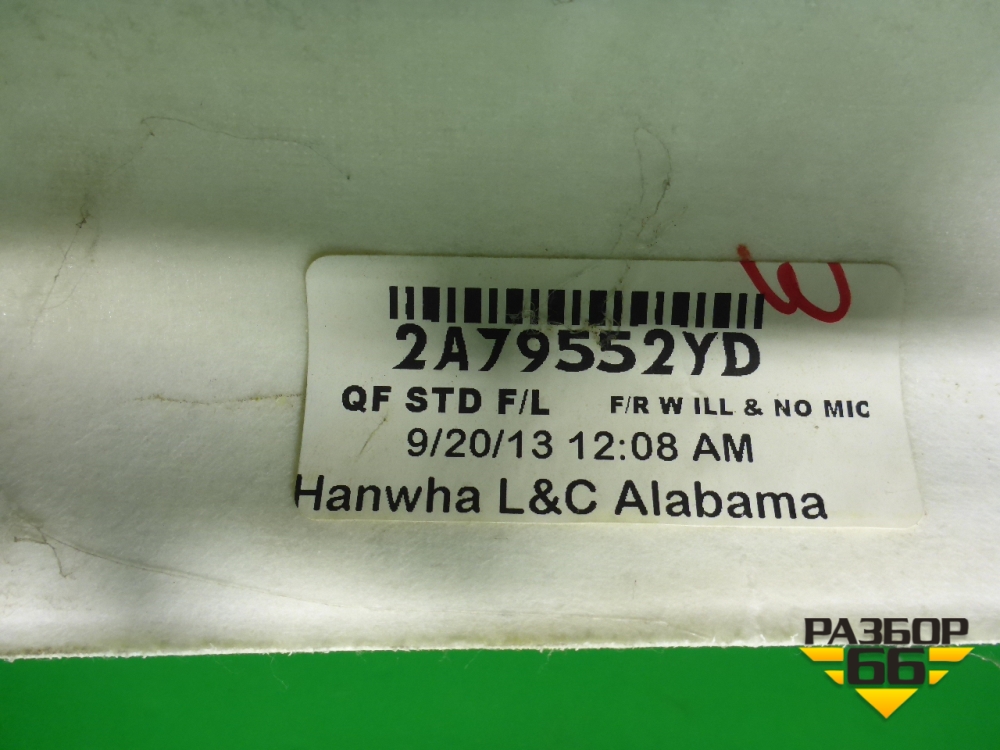 2A79552YD
QF STD F/L F/R W ILL & NO MIC
9/20/13 12:08 AM
Hanwha L&C Alabama
РАЗБОР
66